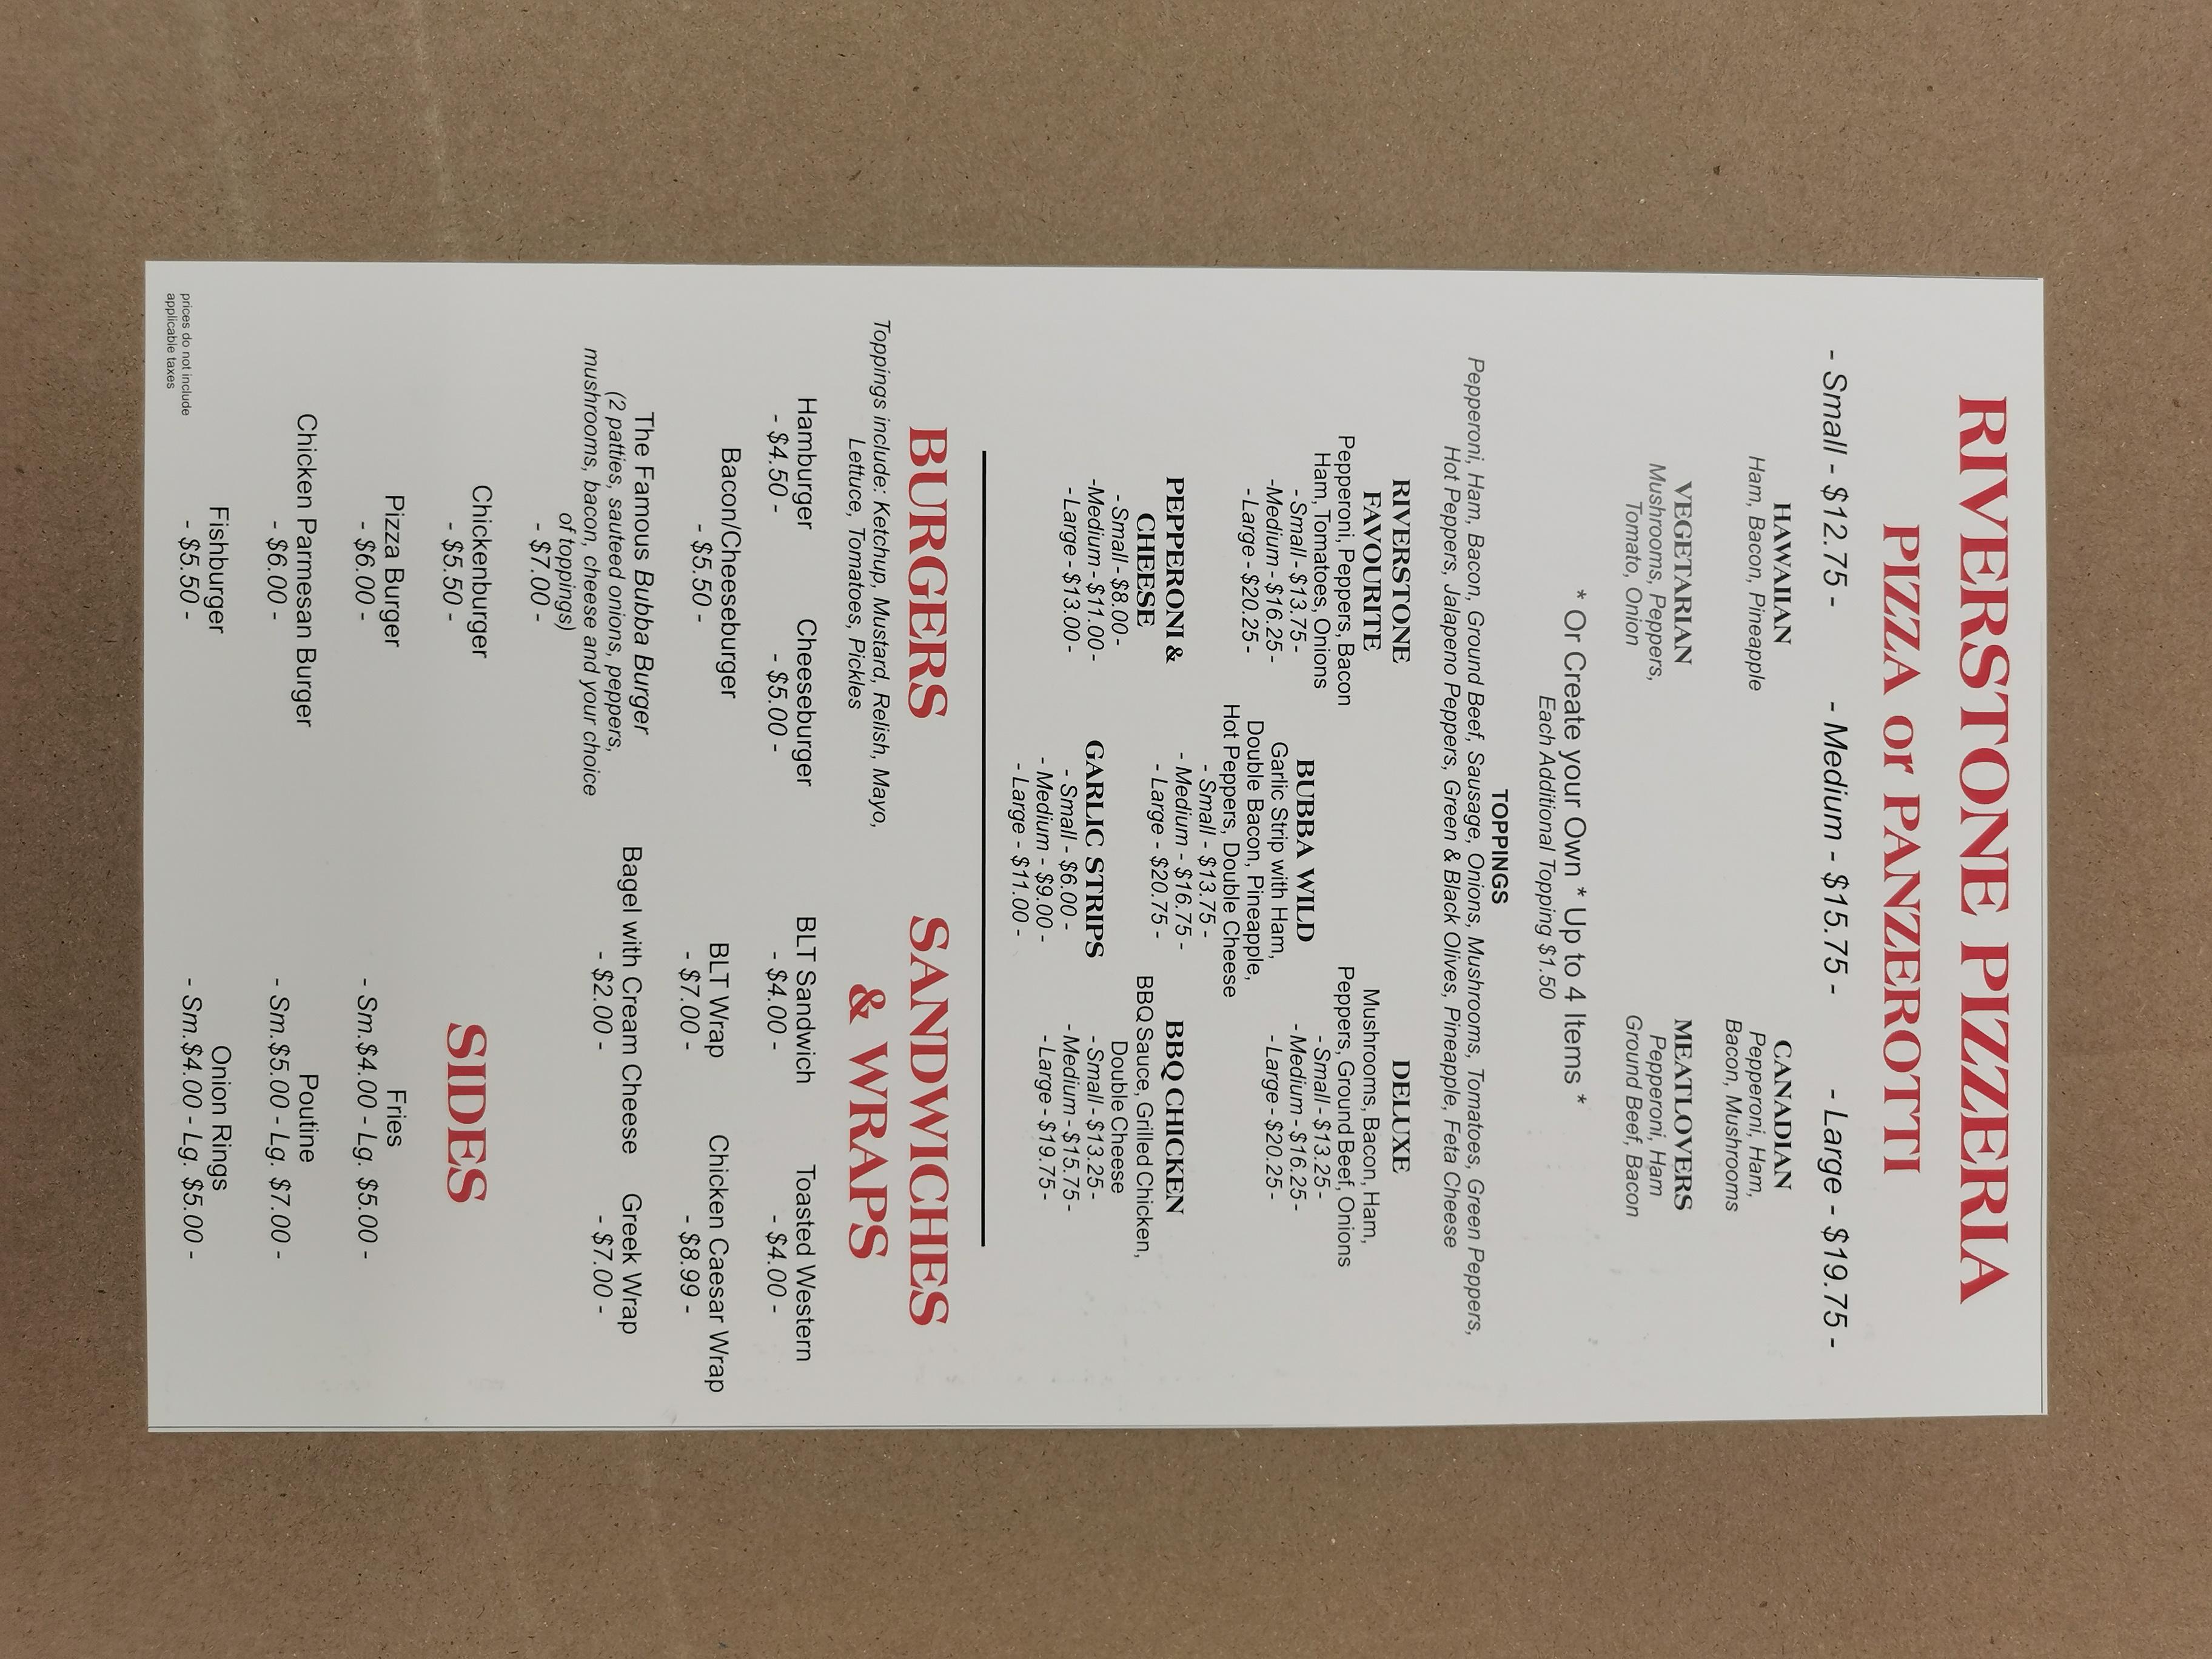 RIVERSTONE PIZZERIA
PIZZA or PANZEROTTI
- Small - $12.75 - - Medium - $15.75 - - Large - $19.75 -
HAWAIIAN
Ham, Bacon, Pineapple
CANADIAN
Pepperoni, Ham,
Bacon, Mushrooms
VEGETARIAN
Mushrooms, Peppers,
Tomato, Onion
MEATLOVERS
Pepperoni, Ham
Ground Beef, Bacon
* Or Create your Own * Up to 4 Items *
Each Additional Topping $1.50
TOPPINGS
Pepperoni, Ham, Bacon, Ground Beef, Sausage, Onions, Mushrooms, Tomatoes, Green Peppers,
Hot Peppers, Jalapeno Peppers, Green & Black Olives, Pineapple, Feta Cheese
RIVERSTONE
FAVOURITE
Pepperoni, Peppers, Bacon
Ham, Tomatoes, Onions
- Small - $13.75 -
-Medium - $16.25 -
- Large - $20.25 -
PEPPERONI &
CHEESE
- Small - $8.00 -
-Medium - $11.00 -
- Large - $13.00 -
BUBBA WILD
Garlic Strip with Ham,
Double Bacon, Pineapple,
Hot Peppers, Double Cheese
- Small - $13.75 -
- Medium - $16.75 -
- Large - $20.75 -
GARLIC STRIPS
- Small - $6.00 -
- Medium - $9.00 -
- Large - $11.00 -
DELUXE
Mushrooms, Bacon, Ham,
Peppers, Ground Beef, Onions
- Small - $13.25 -
- Medium - $16.25 -
- Large - $20.25 -
BBQ CHICKEN
BBQ Sauce, Grilled Chicken,
Double Cheese
- Small - $13.25 -
- Medium - $15.75 -
- Large - $19.75 -
BURGERS
Toppings include: Ketchup, Mustard, Relish, Mayo,
Lettuce, Tomatoes, Pickles
Hamburger Cheeseburger
- $4.50 - - $5.00 -
Bacon/Cheeseburger
- $5.50 -
The Famous Bubba Burger
(2 patties, sauteed onions, peppers,
mushrooms, bacon, cheese and your choice
of toppings)
- $7.00 -
Chickenburger
- $5.50 -
Pizza Burger
- $6.00 -
Chicken Parmesan Burger
- $6.00 -
Fishburger
- $5.50 -
prices do not include
applicable taxes
SANDWICHES
& WRAPS
BLT Sandwich Toasted Western
- $4.00 - - $4.00 -
BLT Wrap Chicken Caesar Wrap
- $7.00 - - $8.99 -
Bagel with Cream Cheese Greek Wrap
- $2.00 - - $7.00 -
SIDES
Fries
- Sm.$4.00 - Lg. $5.00 -
Poutine
- Sm.$5.00 - Lg. $7.00 -
Onion Rings
- Sm.$4.00 - Lg. $5.00 -